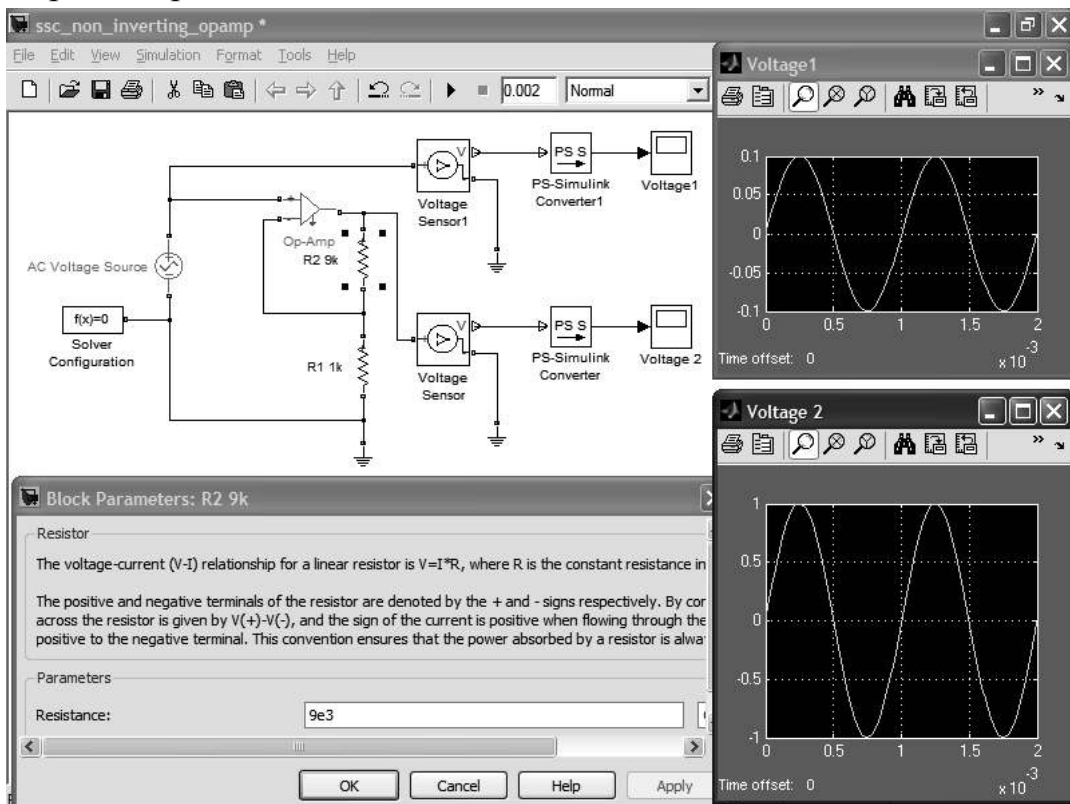 ssc_non_inverting_opamp *
File Edit View Simulation Format Tools Help
0.002 Normal
AC Voltage Source
f(x)=0
Solver
Configuration
Op-Amp
R2 9k
R1 1k
V
Voltage
Sensor1
PS S
PS-Simulink
Converter1
Voltage1
V
Voltage
Sensor
PS S
PS-Simulink
Converter
Voltage 2
Voltage1
0.1
0.05
0
-0.05
-0.1
0 0.5 1 1.5 2
Time offset: 0
x 10-3
Voltage 2
1
0.5
0
-0.5
-1
0 0.5 1 1.5 2
Time offset: 0
x 10-3
Block Parameters: R2 9k
Resistor
The voltage-current (V-I) relationship for a linear resistor is V=I*R, where R is the constant resistance in
The positive and negative terminals of the resistor are denoted by the + and - signs respectively. By cor
across the resistor is given by V(+)-V(-), and the sign of the current is positive when flowing through the
positive to the negative terminal. This convention ensures that the power absorbed by a resistor is alwa
Parameters
Resistance: 9e3
OK Cancel Help Apply